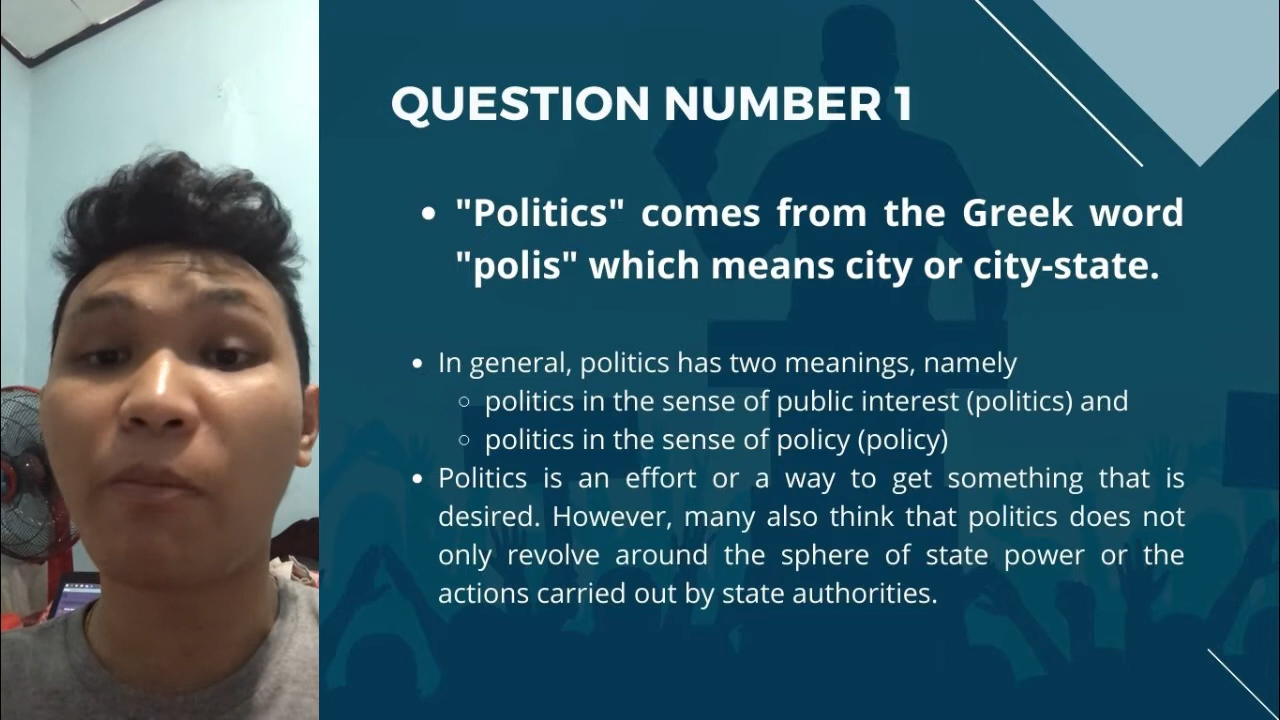 QUESTION NUMBER 1
• "Politics" comes from the Greek word
"polis" which means city or city-state.
• In general, politics has two meanings, namely
○ politics in the sense of public interest (politics) and
○ politics in the sense of policy (policy)
• Politics is an effort or a way to get something that is
desired. However, many also think that politics does not
only revolve around the sphere of state power or the
actions carried out by state authorities.